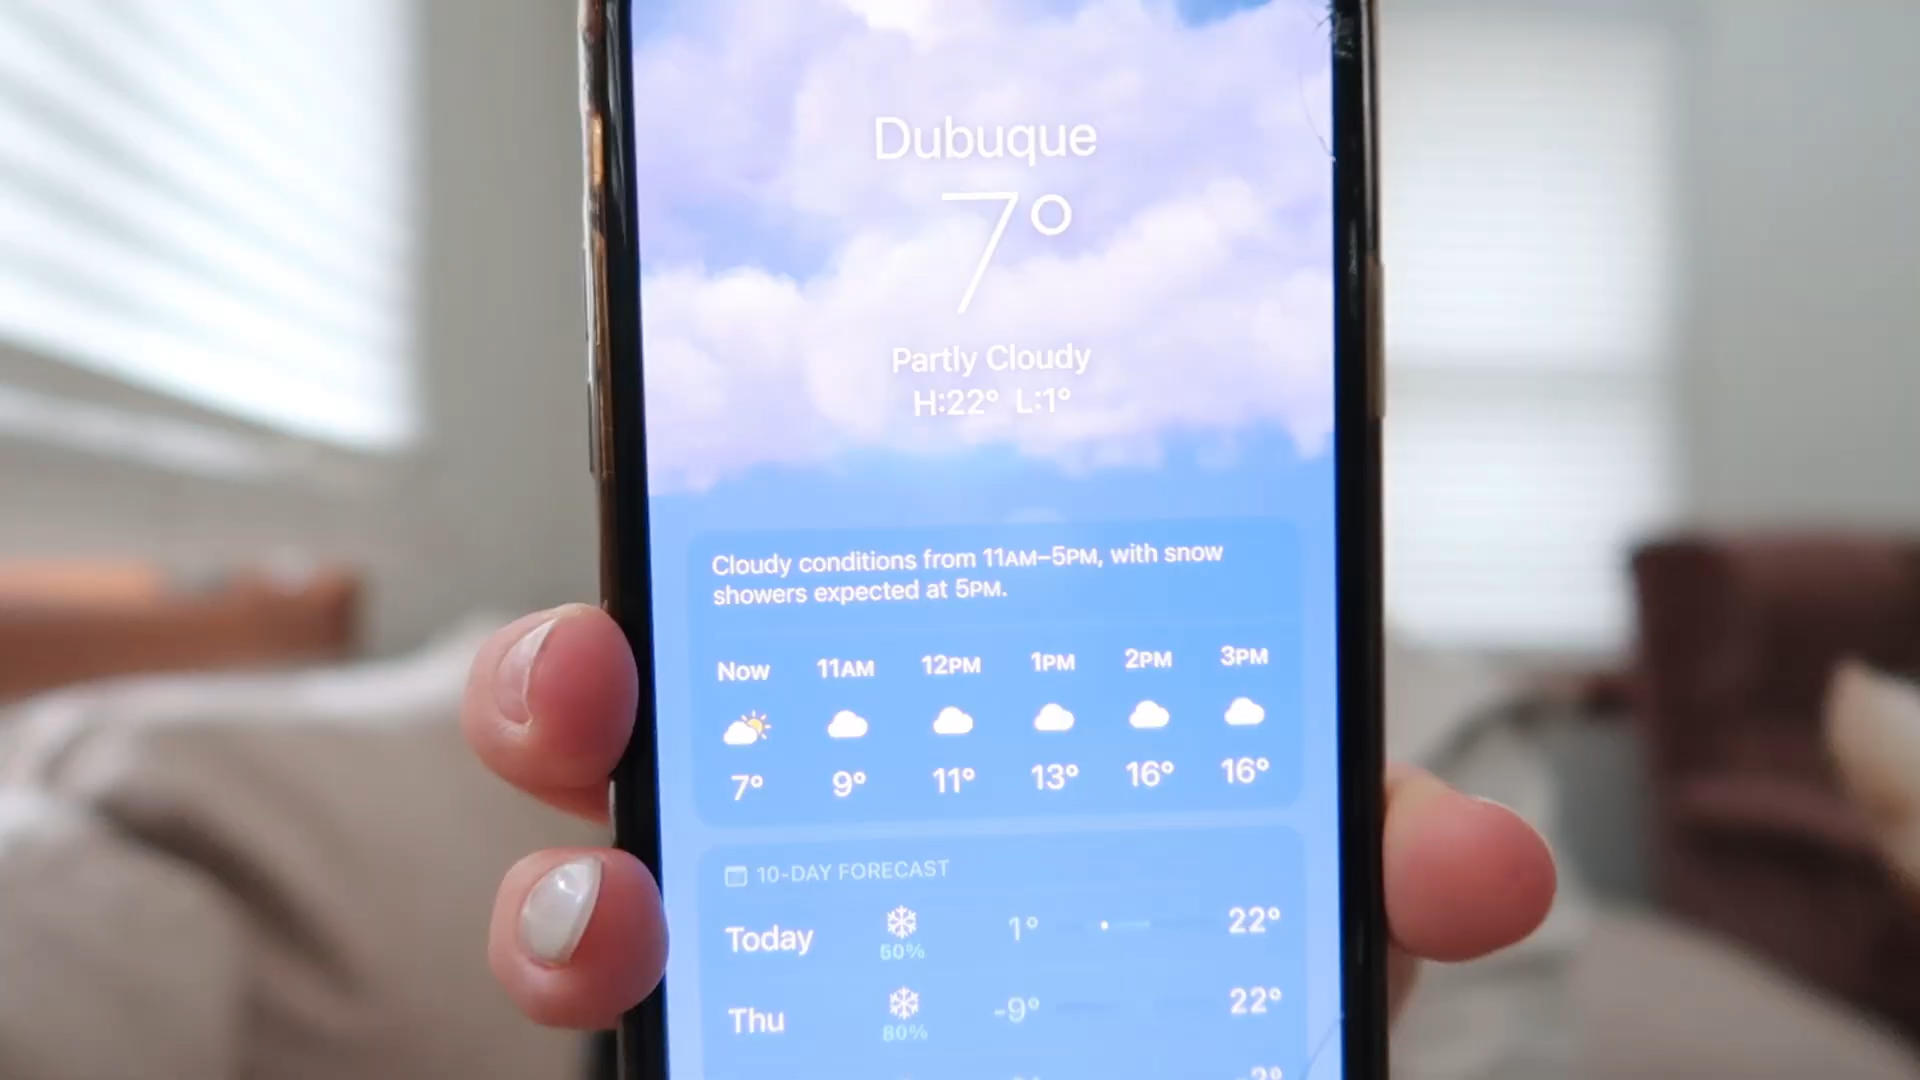 Dubuque
7°
Partly Cloudy
H:22° L:1°
Cloudy conditions from 11AM–5PM, with snow
showers expected at 5PM.
Now 11AM 12PM 1PM 2PM 3PM
7° 9° 11° 13° 16° 16°
10-DAY FORECAST
Today 1° 22°
60%
Thu -9° 22°
80%